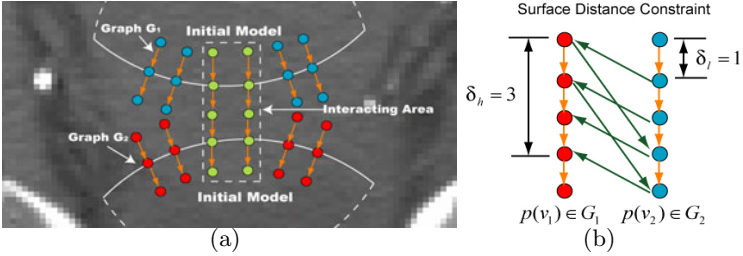 Graph G₁
Initial Model
Interacting Area
Graph G₂
Initial Model
(a)
Surface Distance Constraint
δₕ = 3
δₗ = 1
p(v₁) ∈ G₁
p(v₂) ∈ G₂
(b)